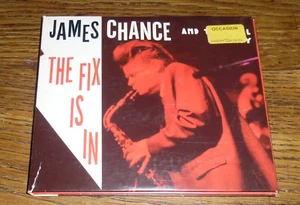 JAMES CHANCE AND
OCCASION
THE FIX
IS
IN